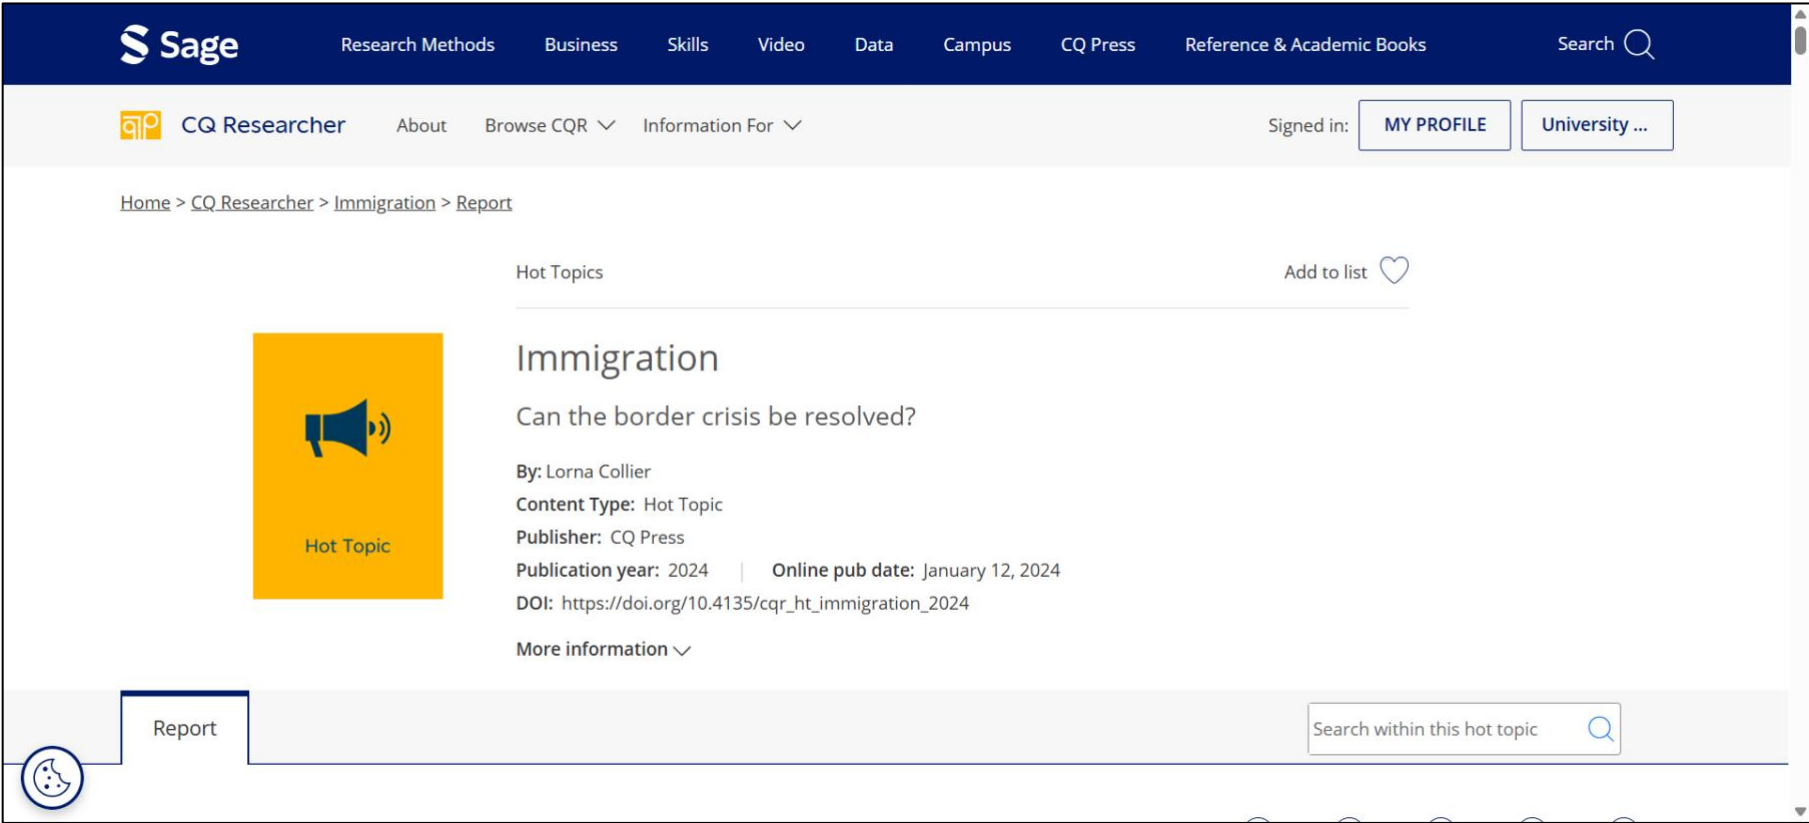 Sage Research Methods Business Skills Video Data Campus CQ Press Reference & Academic Books Search
CQ Researcher About Browse CQR Information For Signed in: MY PROFILE University ...
Home > CQ Researcher > Immigration > Report
Hot Topics Add to list
Immigration
Can the border crisis be resolved?
By: Lorna Collier
Content Type: Hot Topic
Publisher: CQ Press
Hot Topic
Publication year: 2024 | Online pub date: January 12, 2024
DOI: https://doi.org/10.4135/cqr_ht_immigration_2024
More information
Report Search within this hot topic